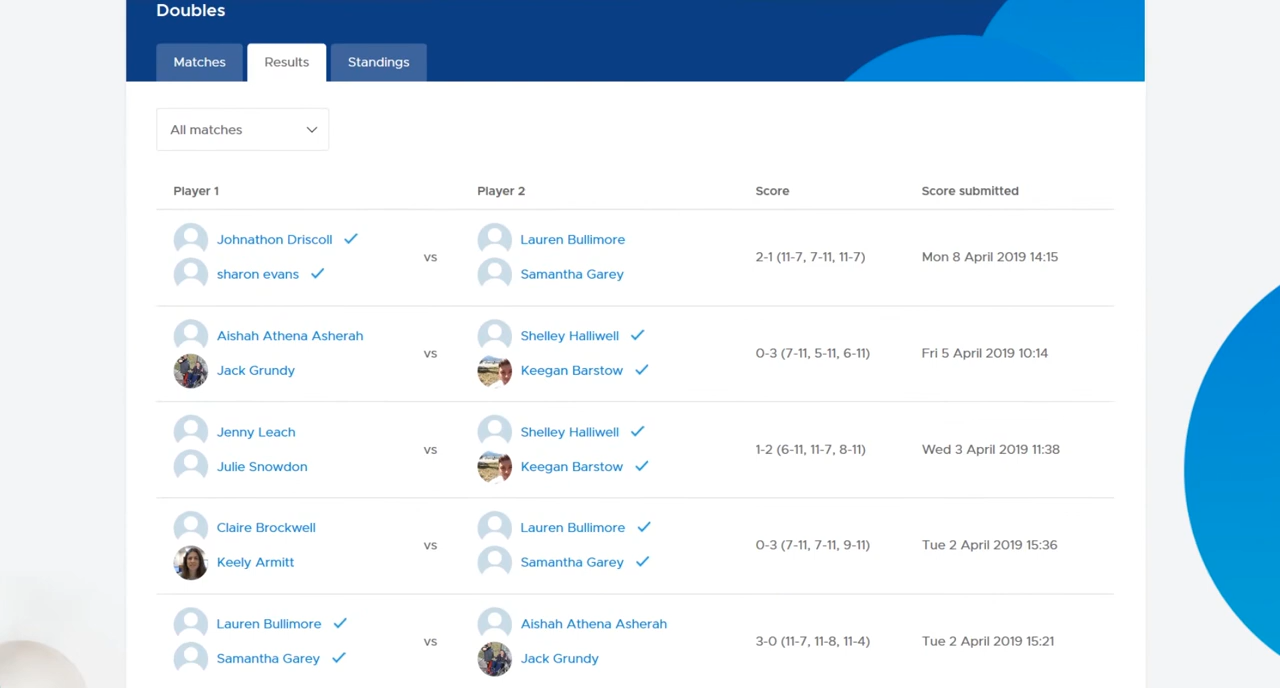 Doubles
Matches Results Standings
All matches
Player 1 Player 2 Score Score submitted
Johnathon Driscoll Lauren Bullimore
vs 2-1 (11-7, 7-11, 11-7) Mon 8 April 2019 14:15
sharon evans Samantha Garey
Aishah Athena Asherah Shelley Halliwell
vs 0-3 (7-11, 5-11, 6-11) Fri 5 April 2019 10:14
Jack Grundy Keegan Barstow
Jenny Leach Shelley Halliwell
vs 1-2 (6-11, 11-7, 8-11) Wed 3 April 2019 11:38
Julie Snowdon Keegan Barstow
Claire Brockwell Lauren Bullimore
vs 0-3 (7-11, 7-11, 9-11) Tue 2 April 2019 15:36
Keely Armitt Samantha Garey
Lauren Bullimore Aishah Athena Asherah
vs 3-0 (11-7, 11-8, 11-4) Tue 2 April 2019 15:21
Samantha Garey Jack Grundy